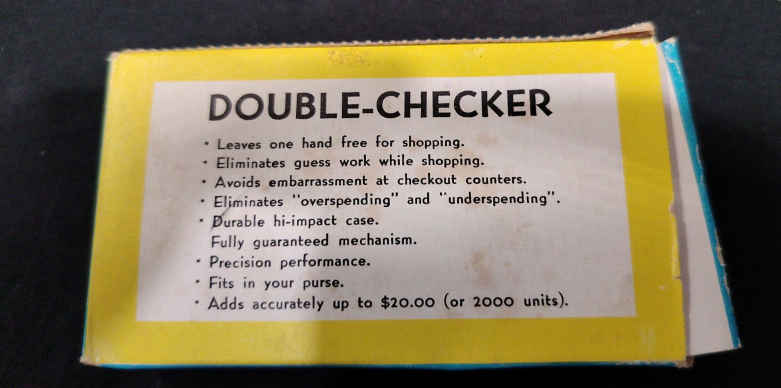 DOUBLE-CHECKER
• Leaves one hand free for shopping.
• Eliminates guess work while shopping.
• Avoids embarrassment at checkout counters.
• Eliminates "overspending" and "underspending".
• Durable hi-impact case.
Fully guaranteed mechanism.
• Precision performance.
• Fits in your purse.
• Adds accurately up to $20.00 (or 2000 units).